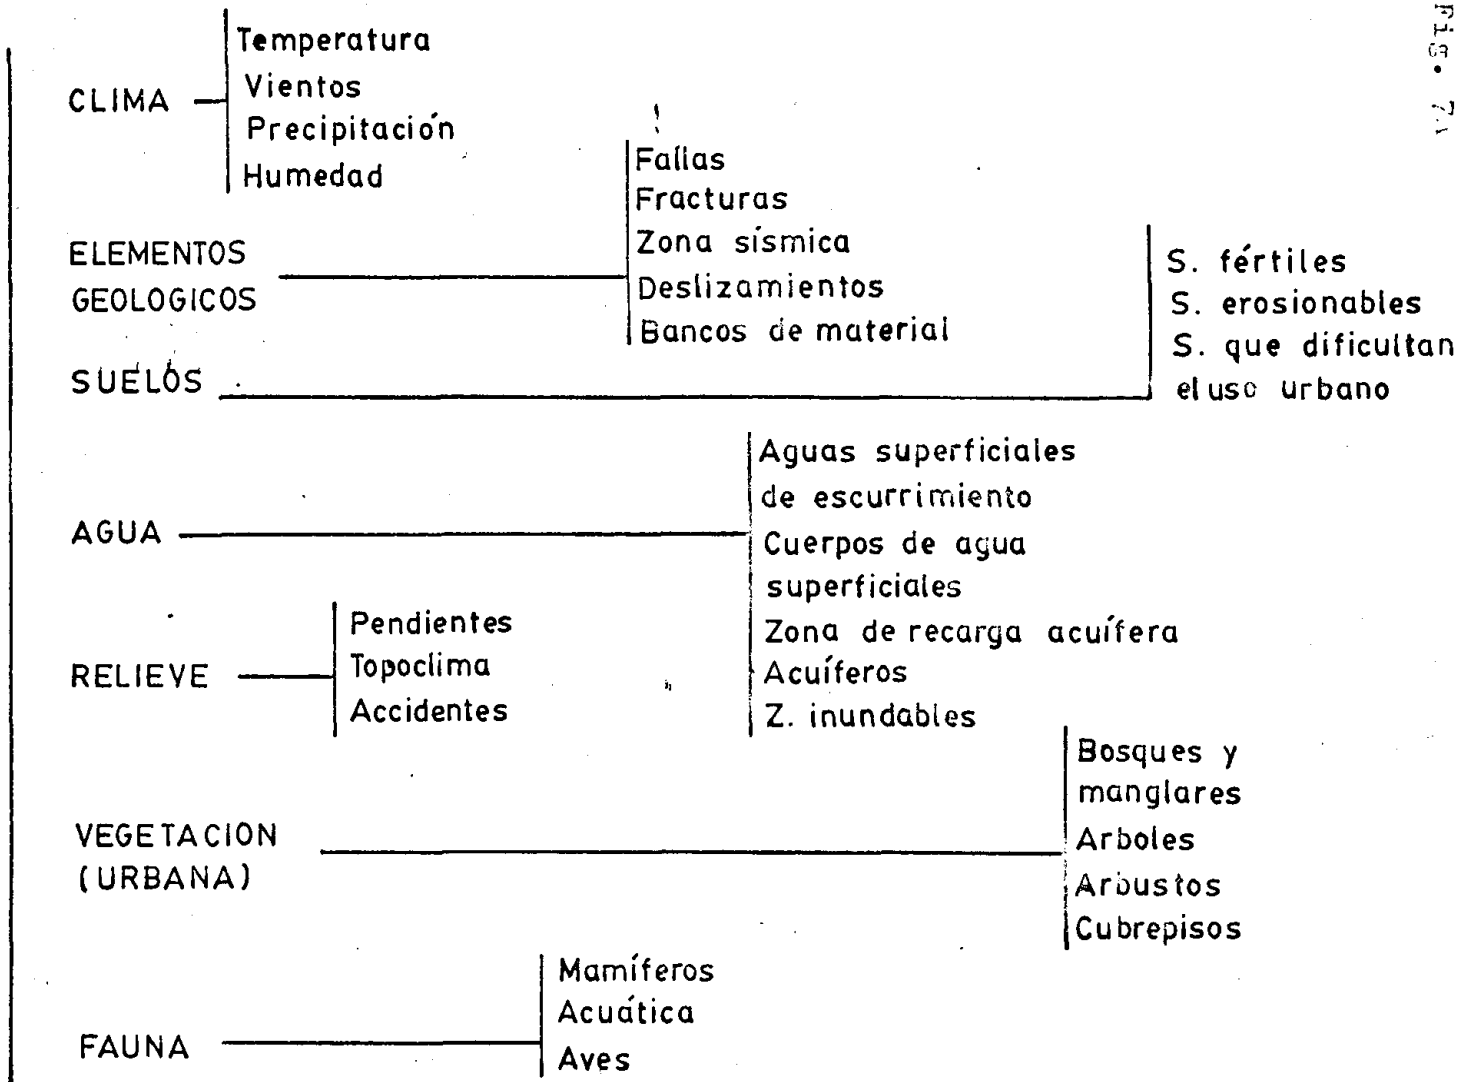 Fig. 7A
CLIMA
Temperatura
Vientos
Precipitación
Humedad
ELEMENTOS
GEOLOGICOS
Fallas
Fracturas
Zona sísmica
Deslizamientos
Bancos de material
SUELOS
S. fértiles
S. erosionables
S. que dificultan
el uso urbano
AGUA
Aguas superficiales
de escurrimiento
Cuerpos de agua
superficiales
Zona de recarga acuífera
Acuíferos
Z. inundables
RELIEVE
Pendientes
Topoclima
Accidentes
VEGETACION
(URBANA)
Bosques y
manglares
Arboles
Arbustos
Cubrepisos
FAUNA
Mamíferos
Acuática
Aves